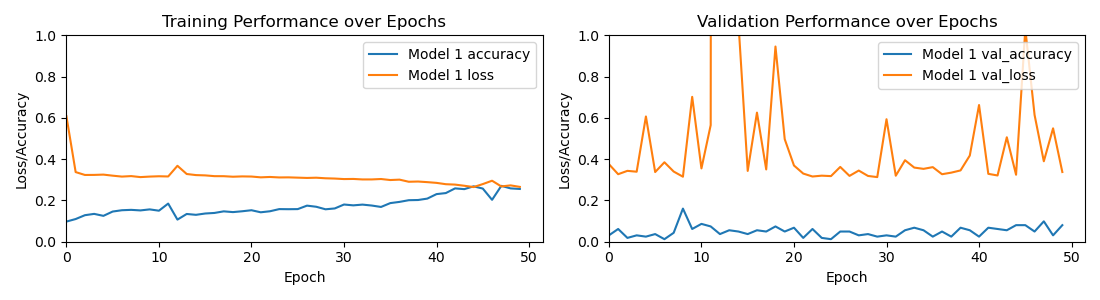 Training Performance over Epochs
1.0
0.8
0.6
0.4
0.2
0.0
Loss/Accuracy
Model 1 accuracy
Model 1 loss
0 10 20 30 40 50
Epoch
Validation Performance over Epochs
1.0
0.8
0.6
0.4
0.2
0.0
Loss/Accuracy
Model 1 val_accuracy
Model 1 val_loss
0 10 20 30 40 50
Epoch